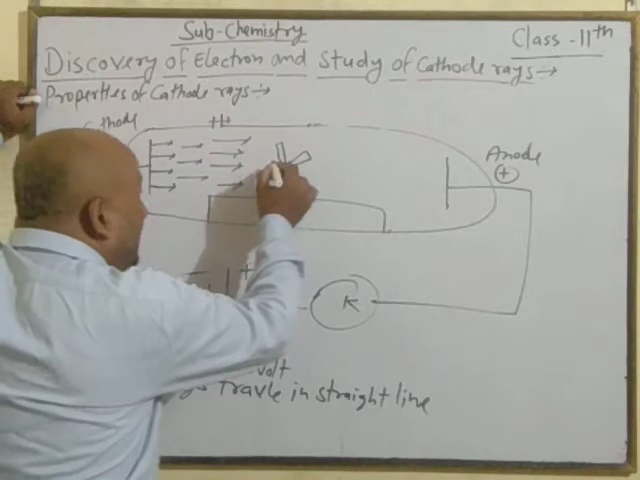 Sub-Chemistry
Class-11th
Discovery of Electron and Study of Cathode rays→
Properties of Cathode rays→
Anode
+
+
K
volt
Travle in straight line